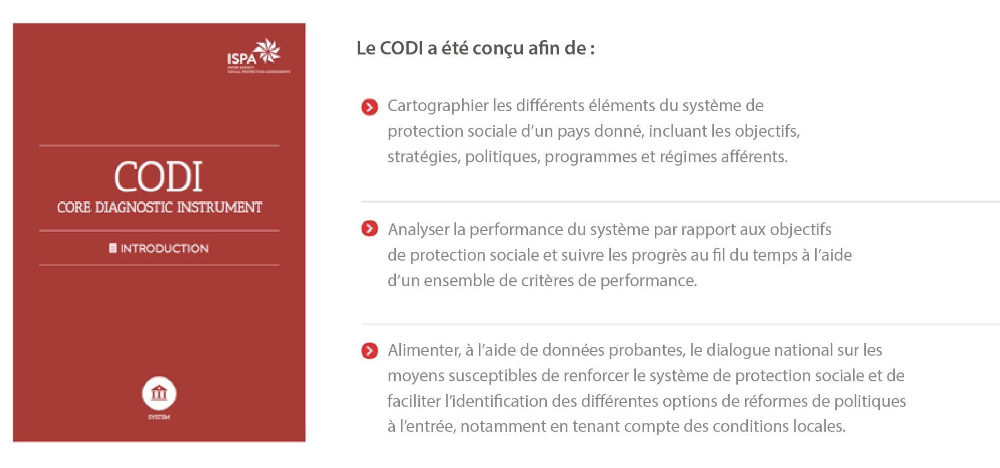 ISPA
INTER AGENCY
SOCIAL PROTECTION ASSESSMENTS
CODI
CORE DIAGNOSTIC INSTRUMENT
INTRODUCTION
SYSTEM
Le CODI a été conçu afin de :
Cartographier les différents éléments du système de
protection sociale d’un pays donné, incluant les objectifs,
stratégies, politiques, programmes et régimes afférents.
Analyser la performance du système par rapport aux objectifs
de protection sociale et suivre les progrès au fil du temps à l’aide
d’un ensemble de critères de performance.
Alimenter, à l’aide de données probantes, le dialogue national sur les
moyens susceptibles de renforcer le système de protection sociale et de
faciliter l’identification des différentes options de réformes de politiques
à l’entrée, notamment en tenant compte des conditions locales.